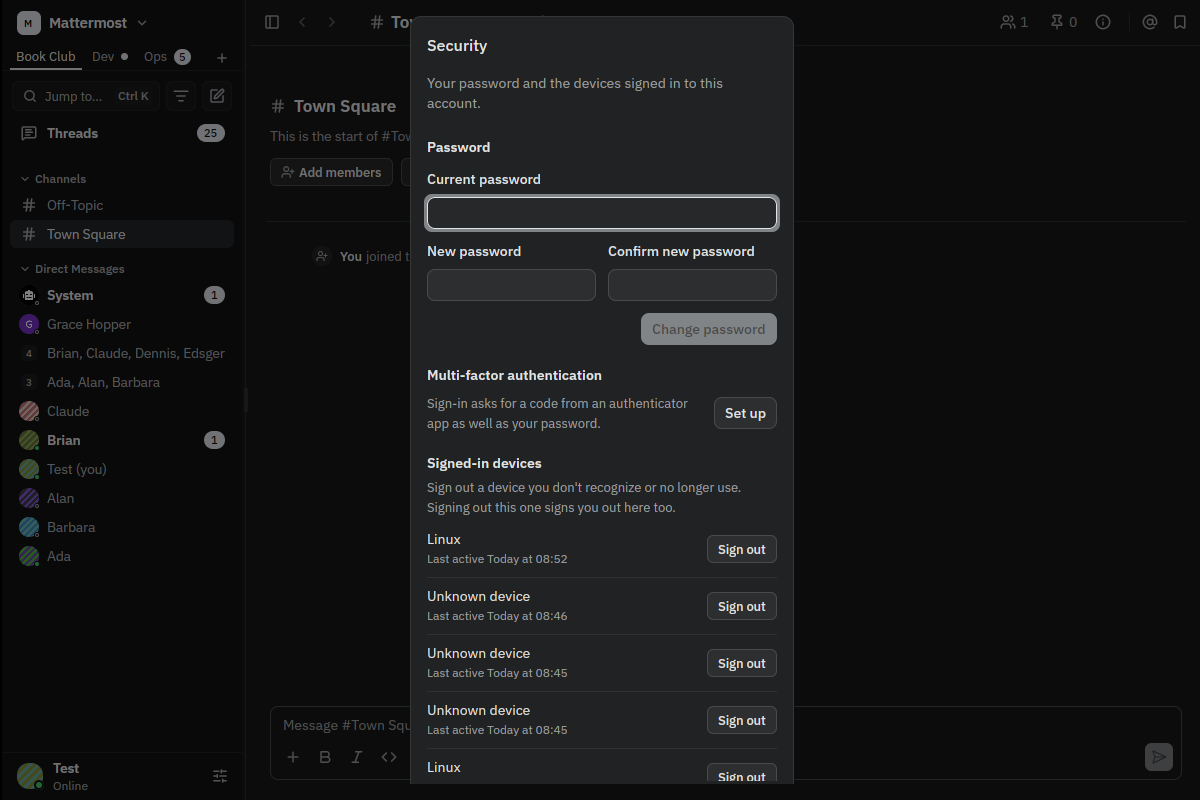 M Mattermost
Book Club Dev Ops 5
Jump to... Ctrl K
Threads 25
Channels
Off-Topic
Town Square
Direct Messages
System 1
G Grace Hopper
4 Brian, Claude, Dennis, Edsger
3 Ada, Alan, Barbara
Claude
Brian 1
Test (you)
Alan
Barbara
Ada
Test
Online
1 0
# Town Square
This is the start of
Add members
You joined
Message #Town
Security
Your password and the devices signed in to this
account.
Password
Current password
New password Confirm new password
Change password
Multi-factor authentication
Sign-in asks for a code from an authenticator
app as well as your password.
Set up
Signed-in devices
Sign out a device you don't recognize or no longer use.
Signing out this one signs you out here too.
Linux
Last active Today at 08:52
Sign out
Unknown device
Last active Today at 08:46
Sign out
Unknown device
Last active Today at 08:45
Sign out
Unknown device
Last active Today at 08:45
Sign out
Linux
Sign out